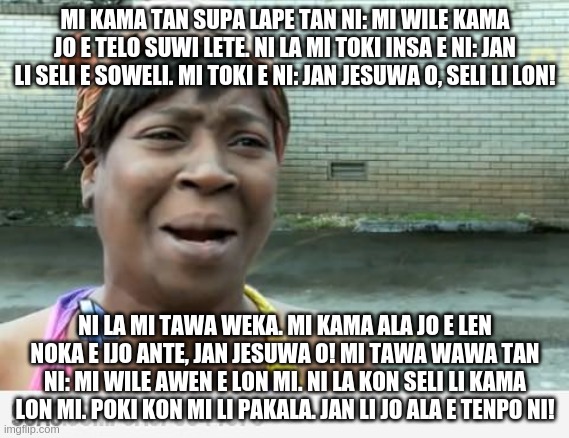 MI KAMA TAN SUPA LAPE TAN NI: MI WILE KAMA
JO E TELO SUWI LETE. NI LA MI TOKI INSA E NI: JAN
LI SELI E SOWELI. MI TOKI E NI: JAN JESUWA O, SELI LI LON!
NI LA MI TAWA WEKA. MI KAMA ALA JO E LEN
NOKA E IJO ANTE, JAN JESUWA O! MI TAWA WAWA TAN
NI: MI WILE AWEN E LON MI. NI LA KON SELI LI KAMA
LON MI. POKI KON MI LI PAKALA. JAN LI JO ALA E TENPO NI!
imgflip.com